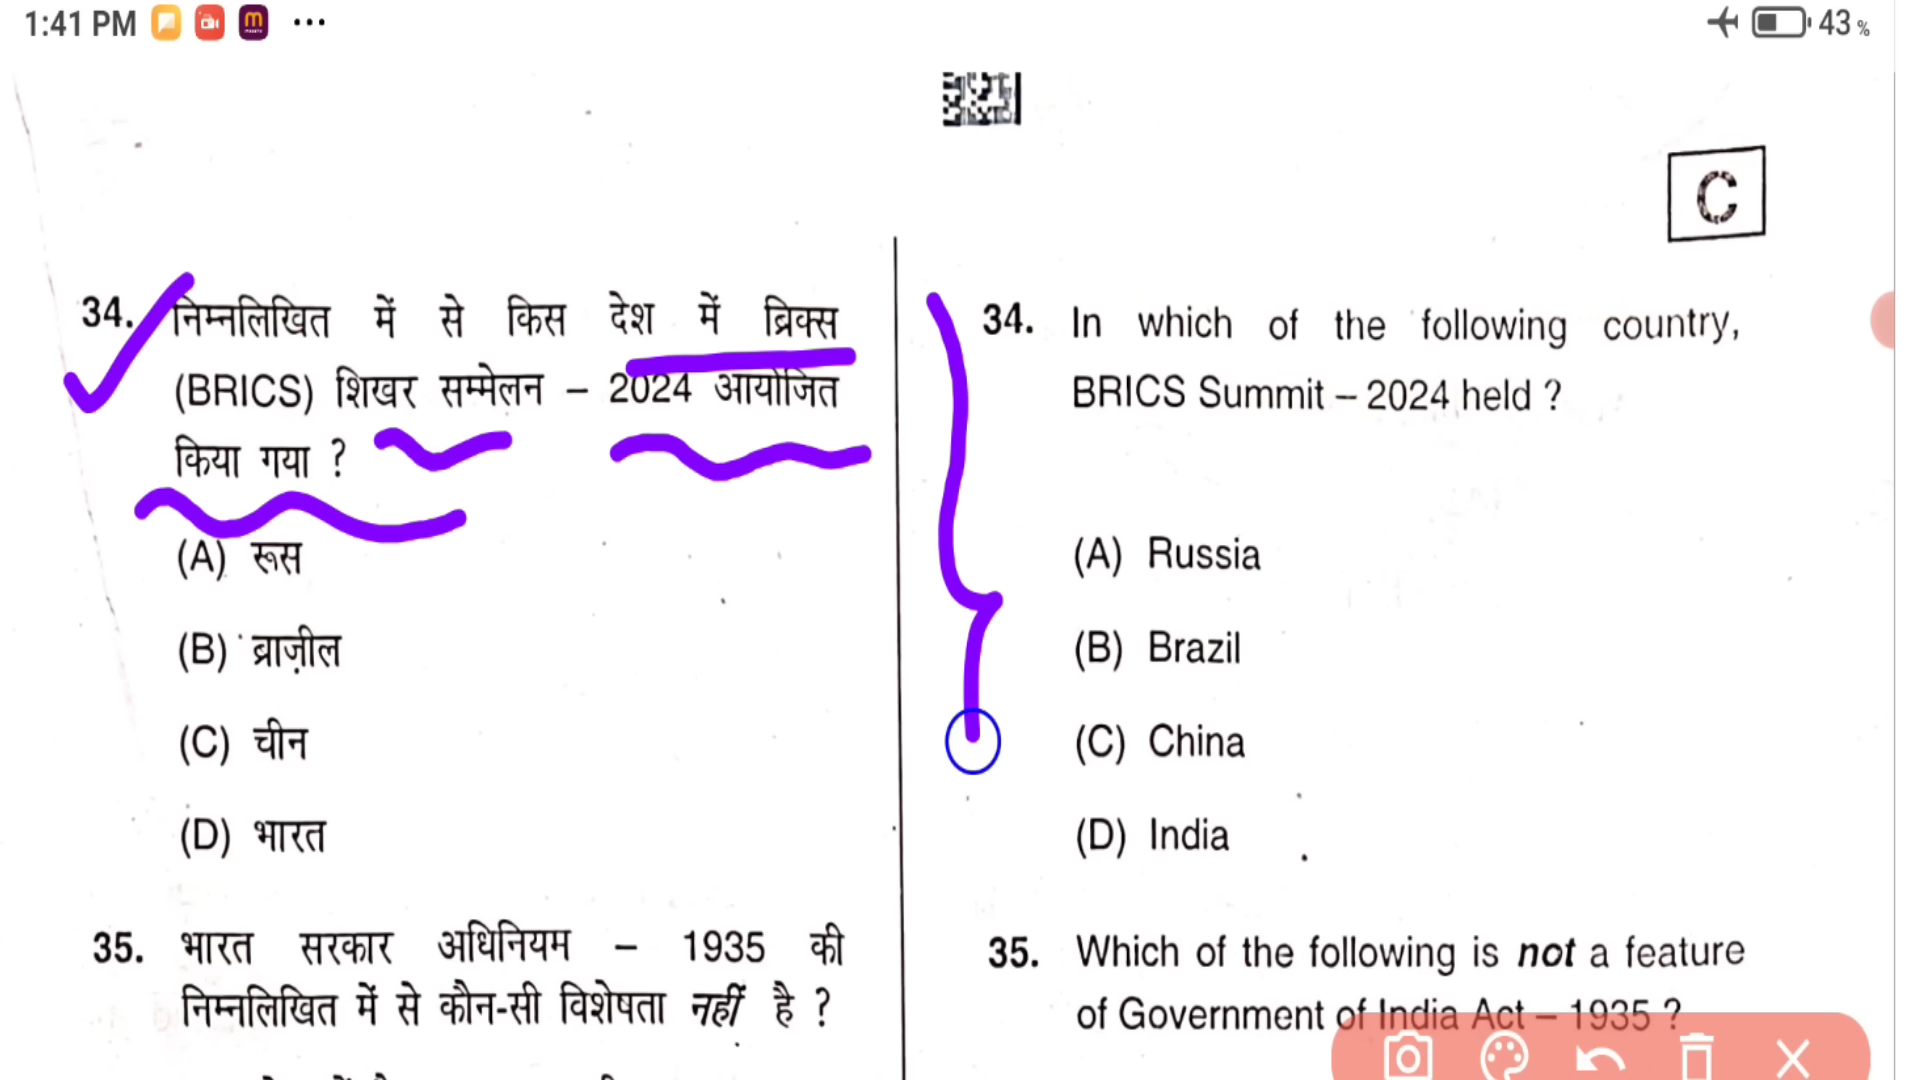 1:41 PM
43 %
C
34. निम्नलिखित में से किस देश में ब्रिक्स
(BRICS) शिखर सम्मेलन – 2024 आयोजित
किया गया ?
(A) रूस
(B) ब्राज़ील
(C) चीन
(D) भारत
35. भारत सरकार अधिनियम – 1935 की
निम्नलिखित में से कौन-सी विशेषता नहीं है ?
34. In which of the following country,
BRICS Summit – 2024 held ?
(A) Russia
(B) Brazil
(C) China
(D) India
35. Which of the following is not a feature
of Government of India Act – 1935 ?